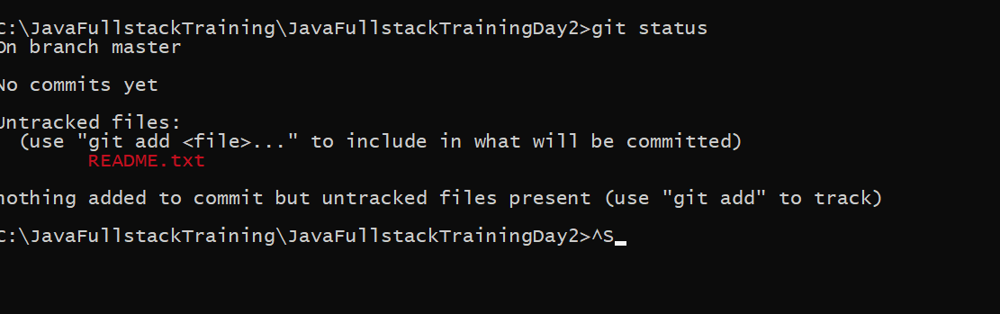 C:\JavaFullstackTraining\JavaFullstackTrainingDay2>git status
On branch master
No commits yet
Untracked files:
(use "git add <file>..." to include in what will be committed)
README.txt
nothing added to commit but untracked files present (use "git add" to track)
C:\JavaFullstackTraining\JavaFullstackTrainingDay2>^S